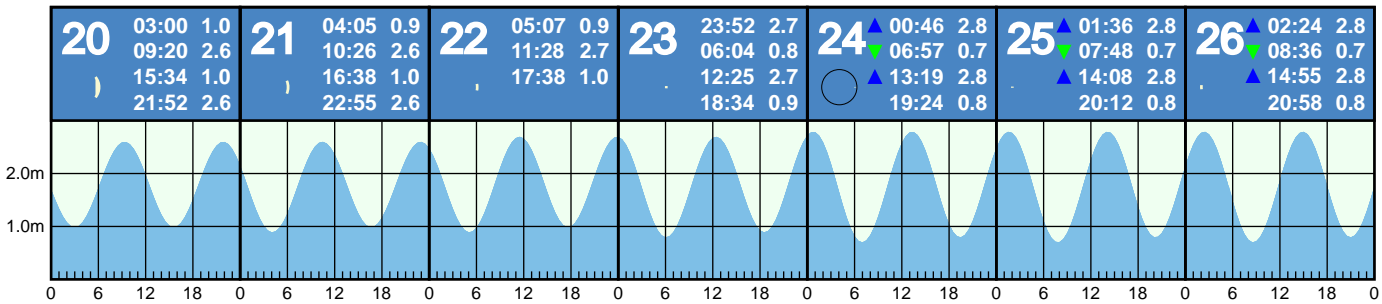 20 03:00 1.0
09:20 2.6
15:34 1.0
21:52 2.6
21 04:05 0.9
10:26 2.6
16:38 1.0
22:55 2.6
22 05:07 0.9
11:28 2.7
17:38 1.0
23 23:52 2.7
06:04 0.8
12:25 2.7
18:34 0.9
24 ▲ 00:46 2.8
▼ 06:57 0.7
▲ 13:19 2.8
19:24 0.8
25 ▲ 01:36 2.8
▼ 07:48 0.7
▲ 14:08 2.8
20:12 0.8
26 ▲ 02:24 2.8
▼ 08:36 0.7
▲ 14:55 2.8
20:58 0.8
2.0m
1.0m
0 6 12 18 0 6 12 18 0 6 12 18 0 6 12 18 0 6 12 18 0 6 12 18 0 6 12 18 0